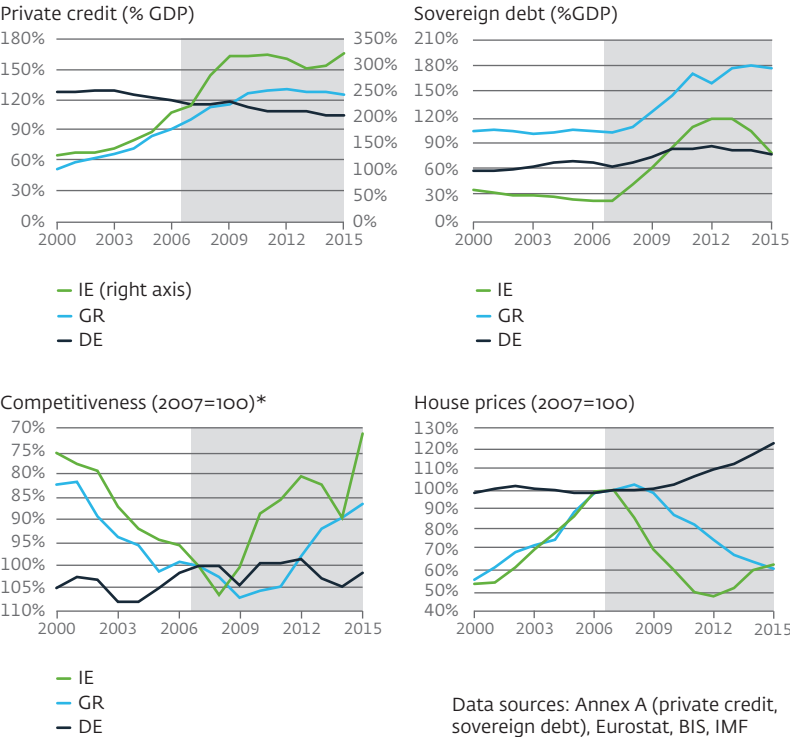 Private credit (% GDP)
180%
150%
120%
90%
60%
30%
0%
350%
300%
250%
200%
150%
100%
50%
0%
2000 2003 2006 2009 2012 2015
IE (right axis)
GR
DE
Sovereign debt (%GDP)
210%
180%
150%
120%
90%
60%
30%
0%
2000 2003 2006 2009 2012 2015
IE
GR
DE
Competitiveness (2007=100)*
70%
75%
80%
85%
90%
95%
100%
105%
110%
2000 2003 2006 2009 2012 2015
IE
GR
DE
House prices (2007=100)
130%
120%
110%
100%
90%
80%
70%
60%
50%
40%
2000 2003 2006 2009 2012 2015
Data sources: Annex A (private credit,
sovereign debt), Eurostat, BIS, IMF